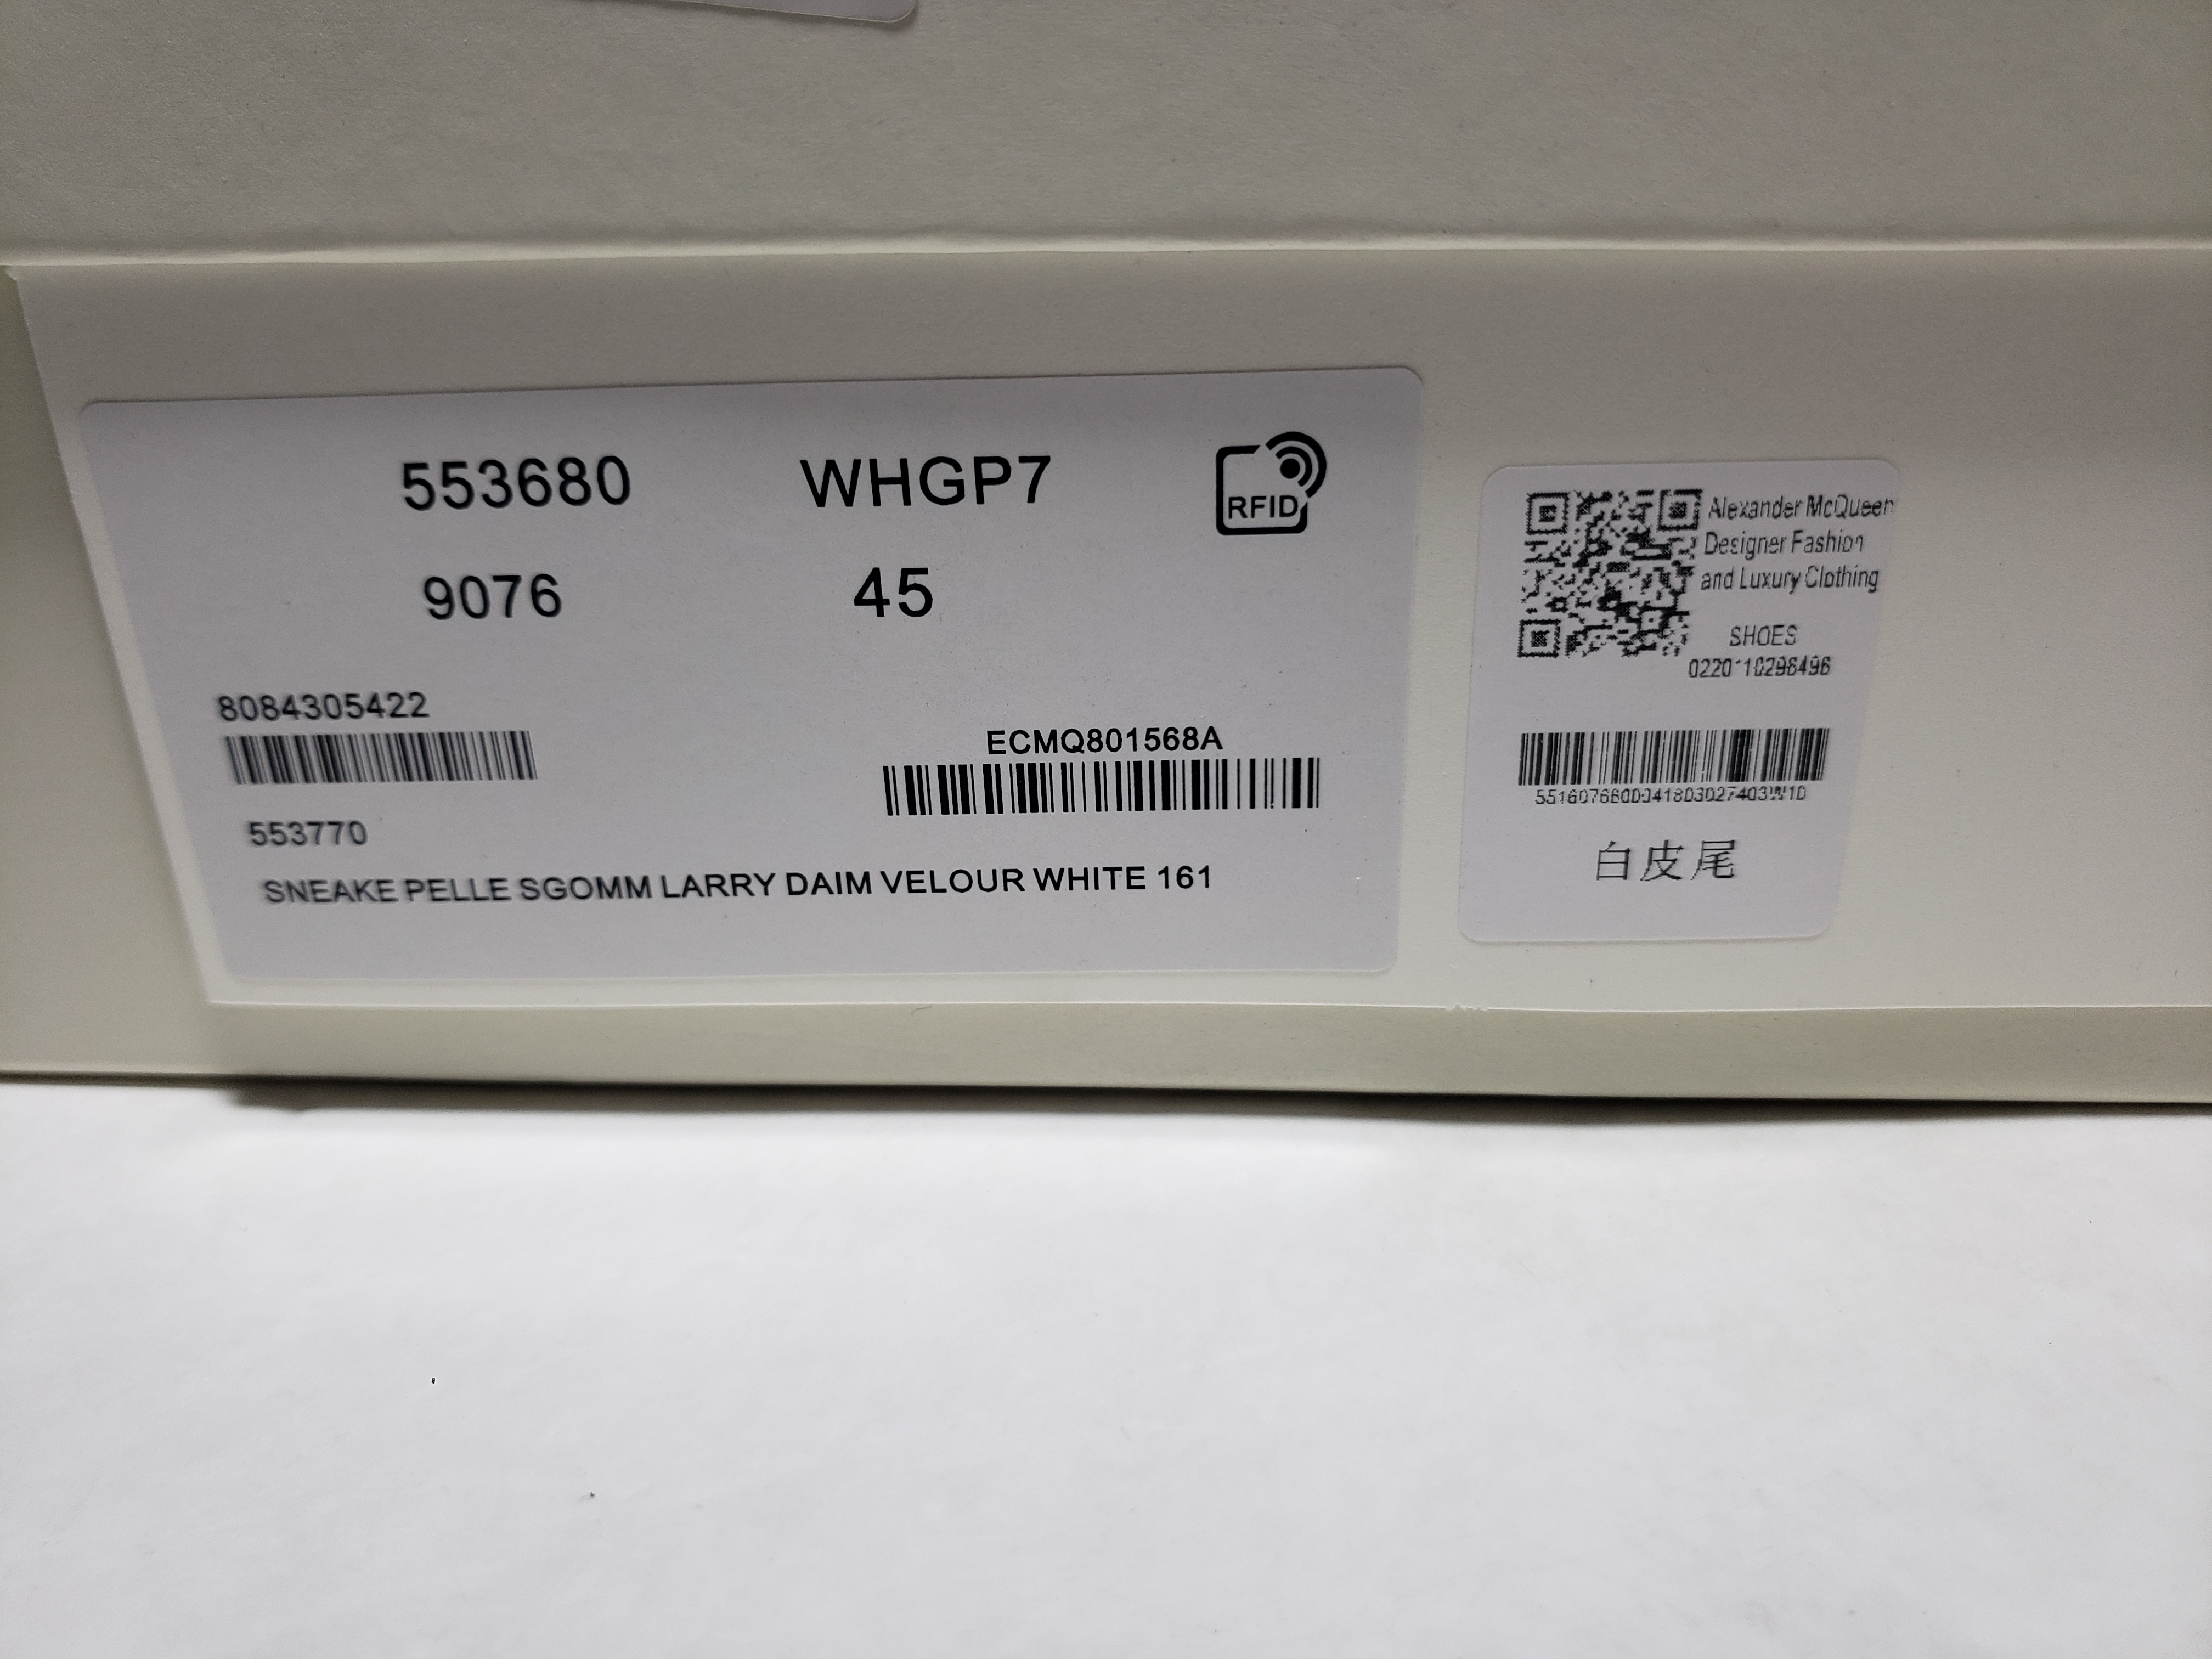 553680 WHGP7
RFID
9076 45
8084305422
ECMQ801568A
553770
SNEAKE PELLE SGOMM LARRY DAIM VELOUR WHITE 161
Alexander McQueen
Designer Fashion
and Luxury Clothing
SHOES
白皮尾